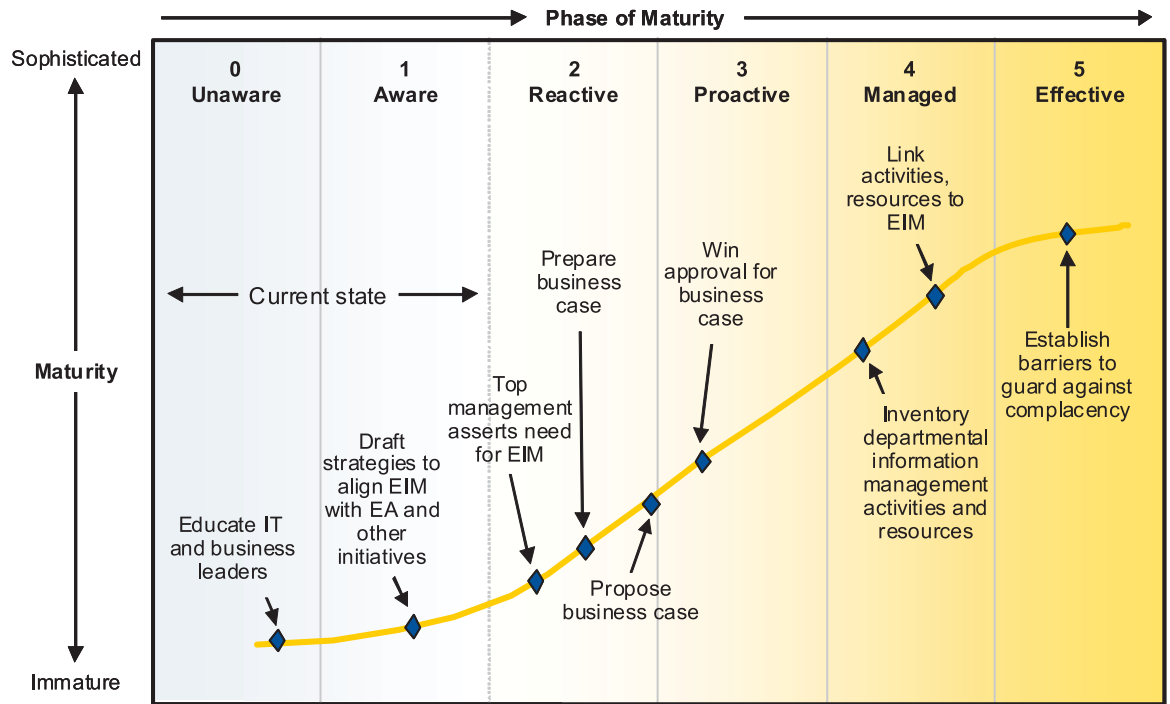 Phase of Maturity
Sophisticated
0
Unaware
1
Aware
2
Reactive
3
Proactive
4
Managed
5
Effective
Link
activities,
resources to
EIM
Prepare
business
case
Win
approval for
business
case
Current state
Maturity
Establish
barriers to
guard against
complacency
Top
management
asserts need
for EIM
Inventory
departmental
information
management
activities and
resources
Draft
strategies to
align EIM
with EA and
other
initiatives
Educate IT
and business
leaders
Propose
business case
Immature